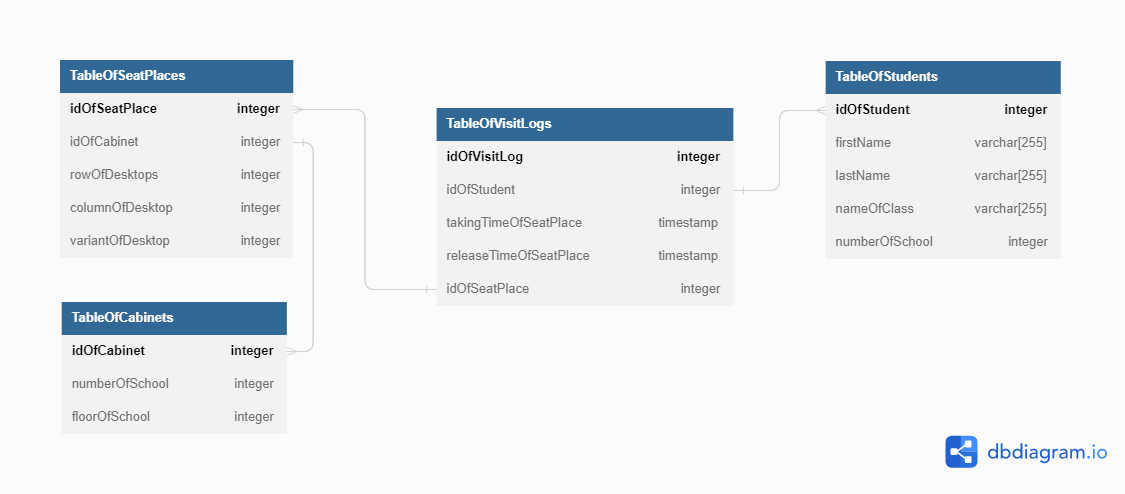 TableOfSeatPlaces
idOfSeatPlace integer
idOfCabinet integer
rowOfDesktops integer
columnOfDesktop integer
variantOfDesktop integer
TableOfCabinets
idOfCabinet integer
numberOfSchool integer
floorOfSchool integer
TableOfVisitLogs
idOfVisitLog integer
idOfStudent integer
takingTimeOfSeatPlace timestamp
releaseTimeOfSeatPlace timestamp
idOfSeatPlace integer
TableOfStudents
idOfStudent integer
firstName varchar[255]
lastName varchar[255]
nameOfClass varchar[255]
numberOfSchool integer
dbdiagram.io